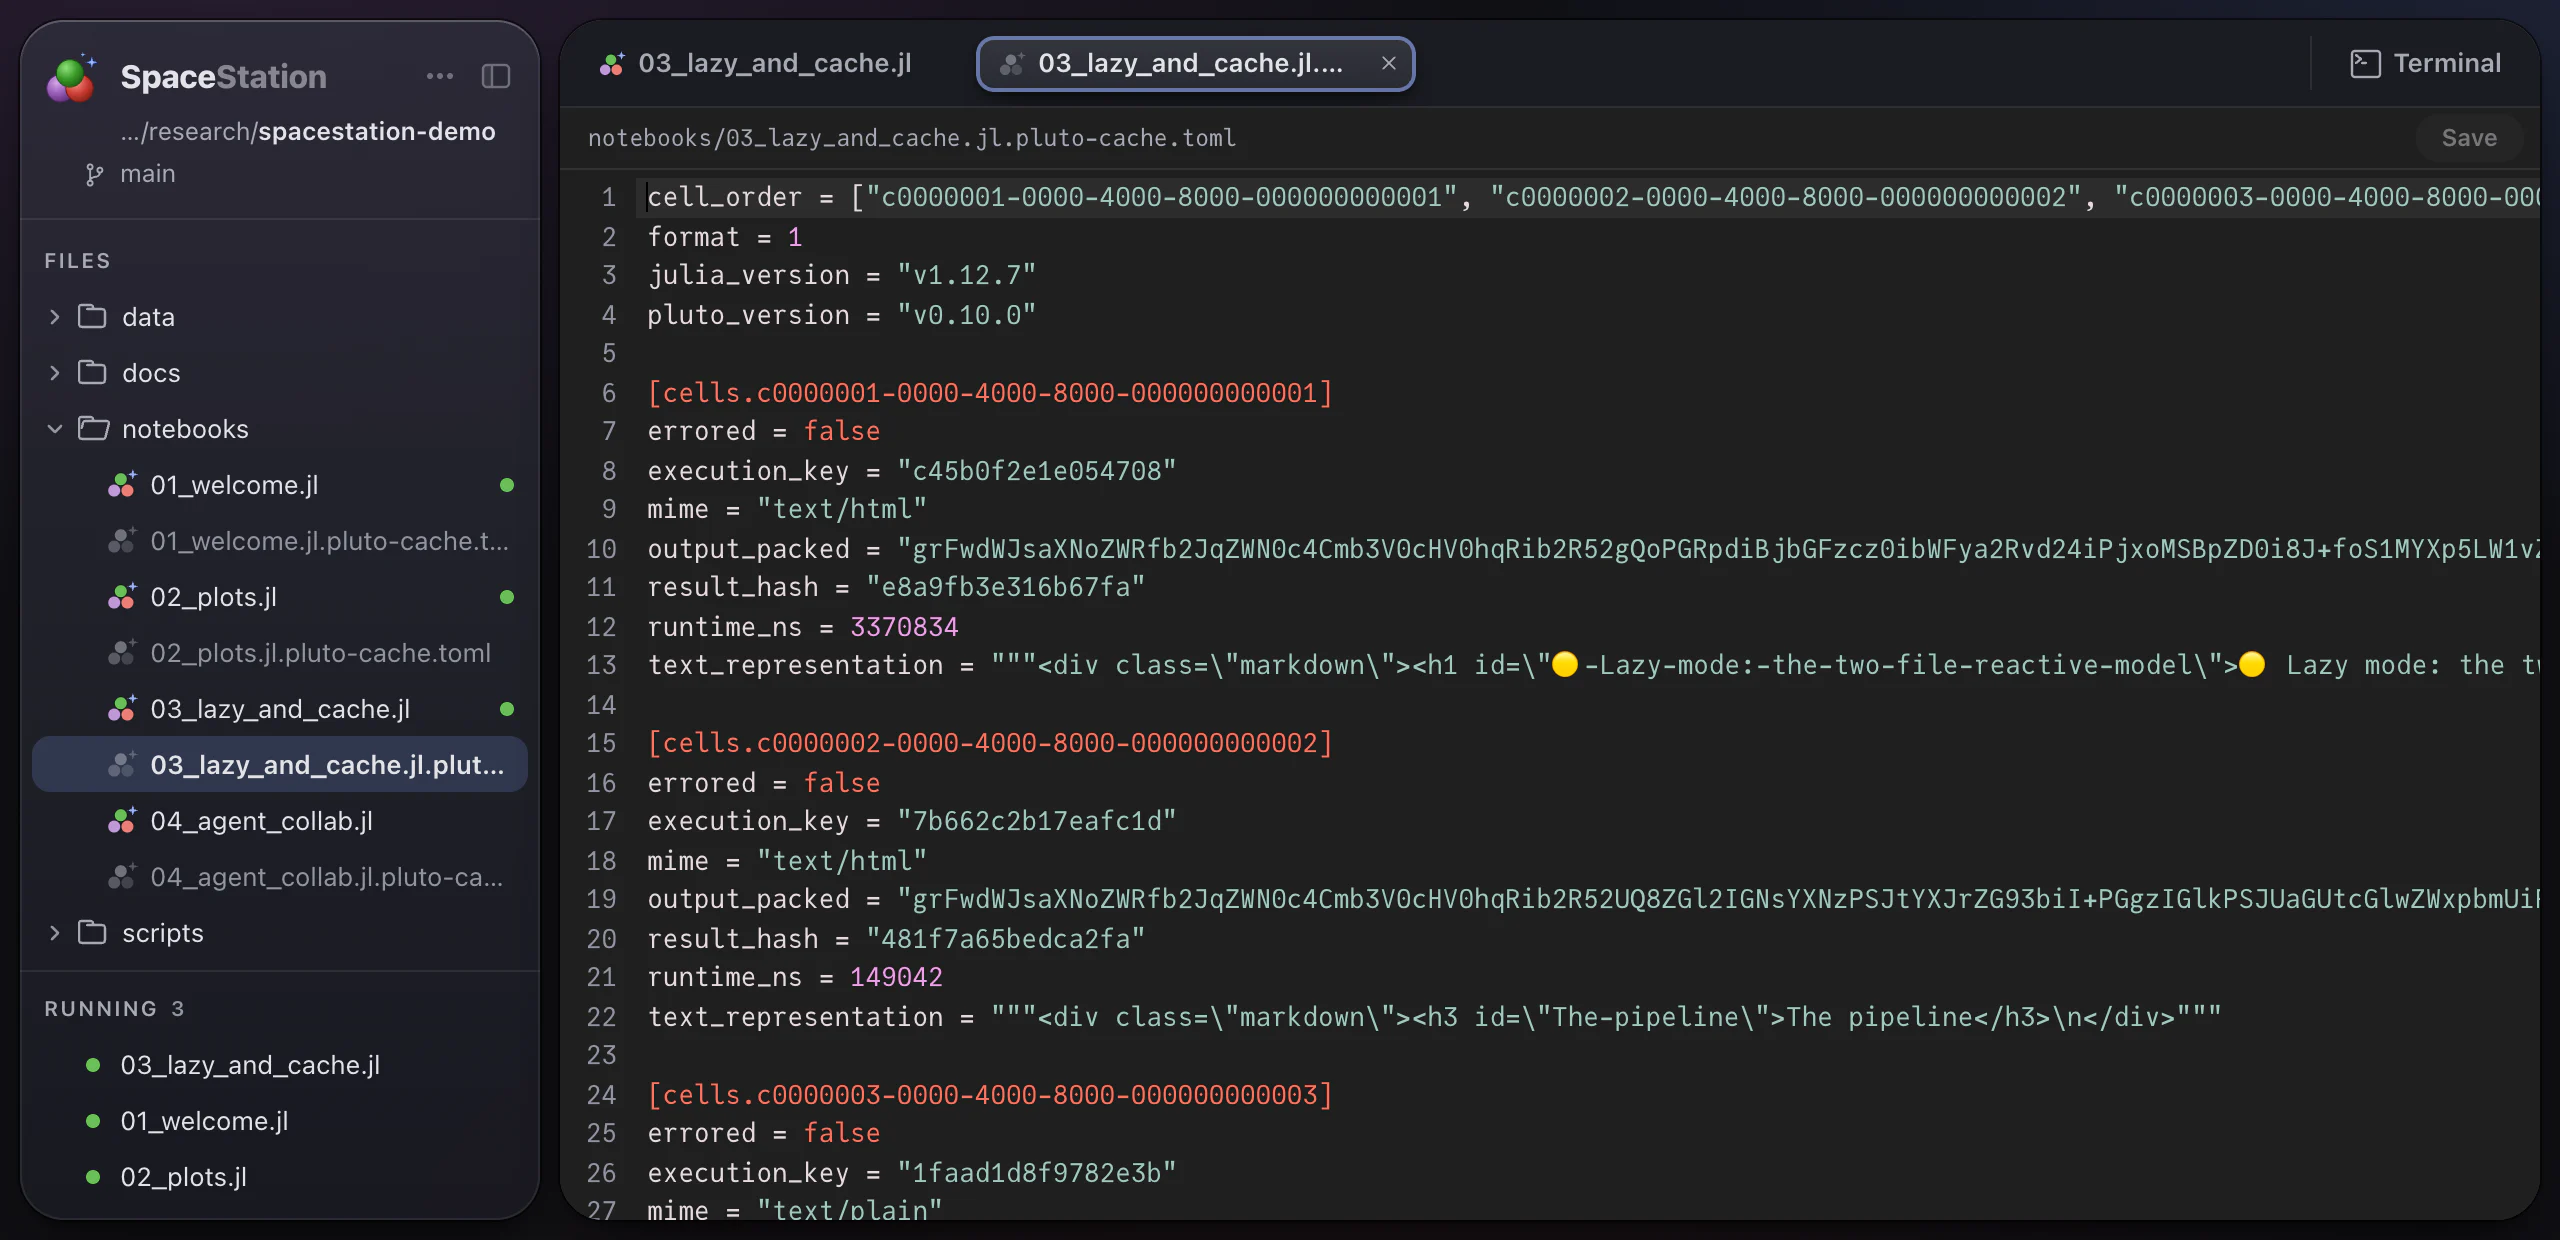 SpaceStation
.../research/spacestation-demo
main
FILES
data
docs
notebooks
01_welcome.jl
01_welcome.jl.pluto-cache.t...
02_plots.jl
02_plots.jl.pluto-cache.toml
03_lazy_and_cache.jl
03_lazy_and_cache.jl.plut...
04_agent_collab.jl
04_agent_collab.jl.pluto-ca...
scripts
RUNNING 3
03_lazy_and_cache.jl
01_welcome.jl
02_plots.jl
03_lazy_and_cache.jl
03_lazy_and_cache.jl....
Terminal
notebooks/03_lazy_and_cache.jl.pluto-cache.toml
Save
1 cell_order = ["c0000001-0000-4000-8000-000000000001", "c0000002-0000-4000-8000-000000000002", "c0000003-0000-4000-8000-000
2 format = 1
3 julia_version = "v1.12.7"
4 pluto_version = "v0.10.0"
5
6 [cells.c0000001-0000-4000-8000-000000000001]
7 errored = false
8 execution_key = "c45b0f2e1e054708"
9 mime = "text/html"
10 output_packed = "grFwdWJsaXNoZWRfb2JqZWN0c4Cmb3V0cHV0hqRib2R52gQoPGRpdiBjbGFzcz0ibWFya2Rvd24iPjxoMSBpZD0i8J+foS1MYXp5LW1vZ
11 result_hash = "e8a9fb3e316b67fa"
12 runtime_ns = 3370834
13 text_representation = """<div class=\"markdown\"><h1 id=\"🟡-Lazy-mode:-the-two-file-reactive-model\">🟡 Lazy mode: the tw
14
15 [cells.c0000002-0000-4000-8000-000000000002]
16 errored = false
17 execution_key = "7b662c2b17eafc1d"
18 mime = "text/html"
19 output_packed = "grFwdWJsaXNoZWRfb2JqZWN0c4Cmb3V0cHV0hqRib2R52UQ8ZGl2IGNsYXNzPSJtYXJrZG93biI+PGgzIGlkPSJUaGUtcGlwZWxpbmUiP
20 result_hash = "481f7a65bedca2fa"
21 runtime_ns = 149042
22 text_representation = """<div class=\"markdown\"><h3 id=\"The-pipeline\">The pipeline</h3>\n</div>"""
23
24 [cells.c0000003-0000-4000-8000-000000000003]
25 errored = false
26 execution_key = "1faad1d8f9782e3b"
27 mime = "text/plain"